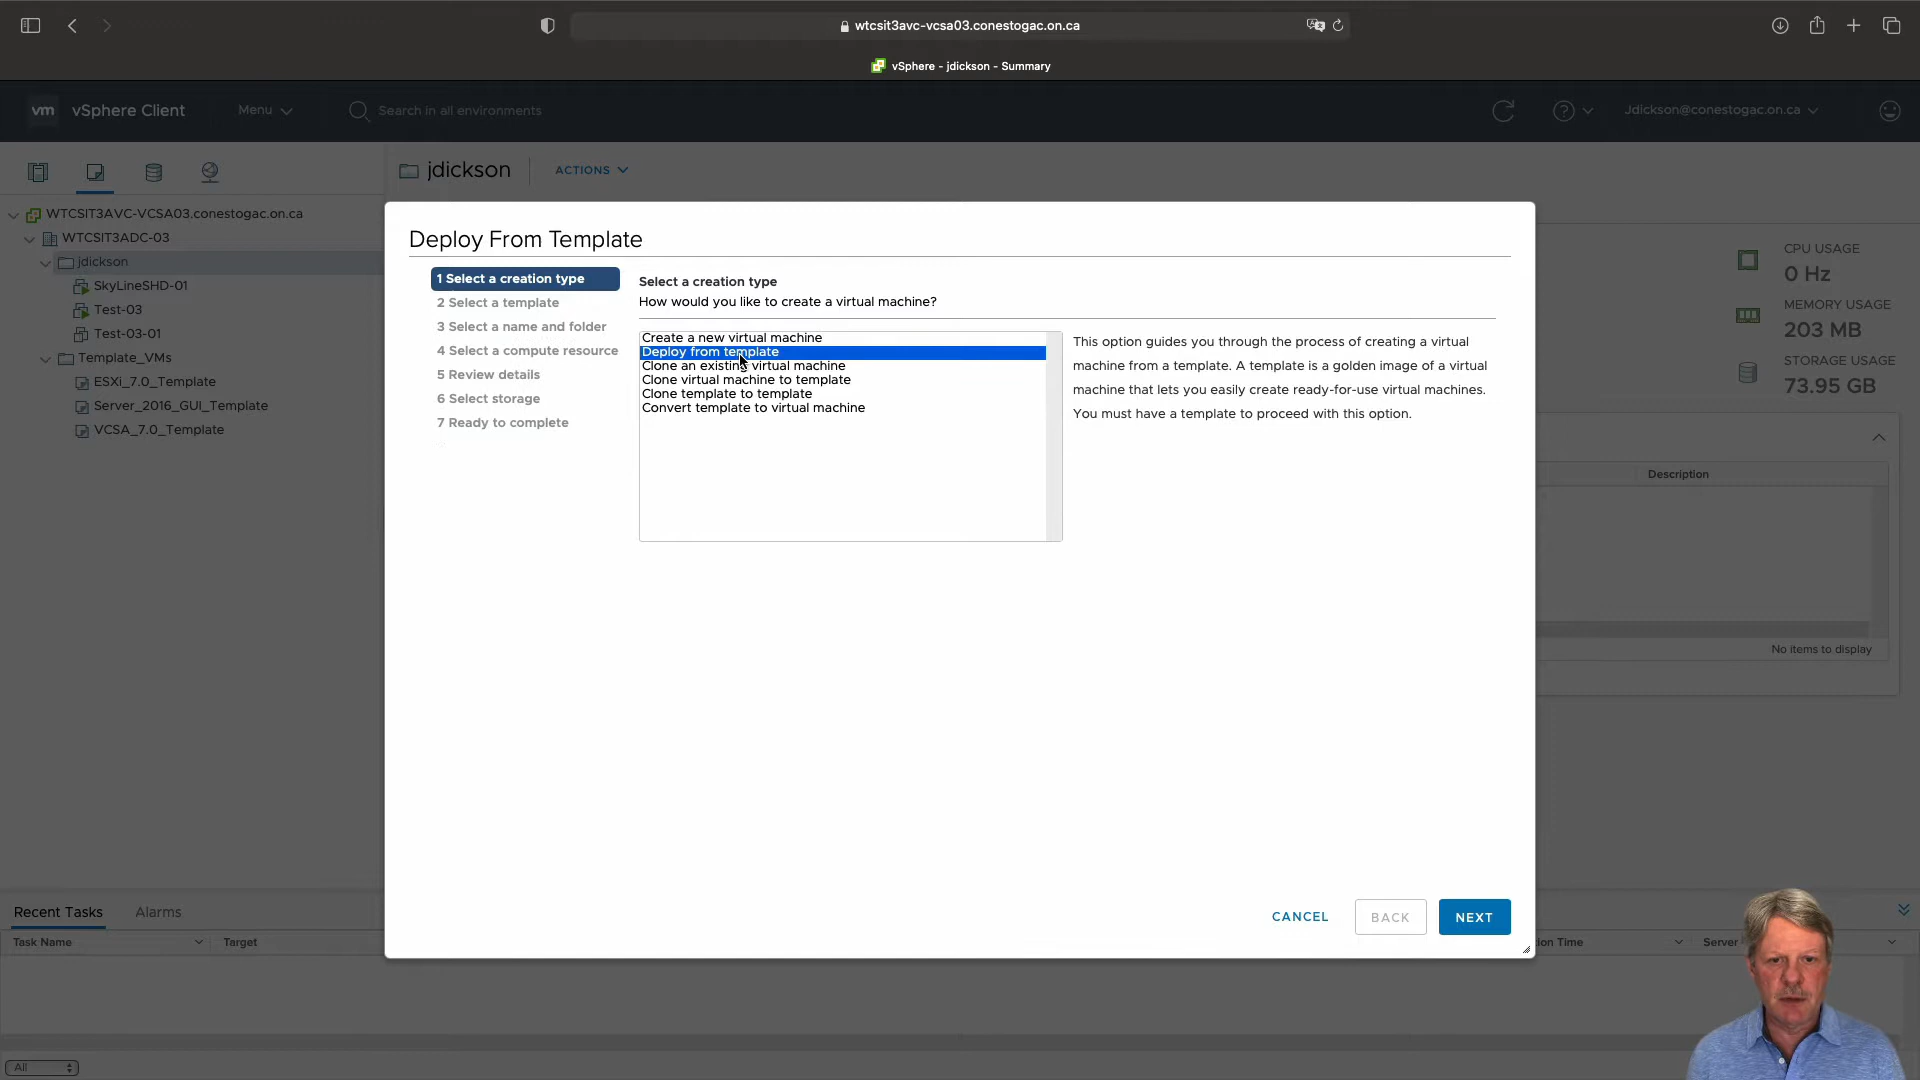 wtcsit3avc-vcsa03.conestogac.on.ca
vSphere - jdickson - Summary
vm vSphere Client Menu Search in all environments Jdickson@conestogac.on.ca
jdickson ACTIONS
WTCSIT3AVC-VCSA03.conestogac.on.ca
WTCSIT3ADC-03
jdickson
SkyLineSHD-01
Test-03
Test-03-01
Template_VMs
ESXi_7.0_Template
Server_2016_GUI_Template
VCSA_7.0_Template
Deploy From Template
1 Select a creation type
2 Select a template
3 Select a name and folder
4 Select a compute resource
5 Review details
6 Select storage
7 Ready to complete
Select a creation type
How would you like to create a virtual machine?
Create a new virtual machine
Deploy from template
Clone an existing virtual machine
Clone virtual machine to template
Clone template to template
Convert template to virtual machine
This option guides you through the process of creating a virtual
machine from a template. A template is a golden image of a virtual
machine that lets you easily create ready-for-use virtual machines.
You must have a template to proceed with this option.
CANCEL BACK NEXT
CPU USAGE
0 Hz
MEMORY USAGE
203 MB
STORAGE USAGE
73.95 GB
Description
No items to display
Recent Tasks Alarms
Task Name Target ion Time Server
All